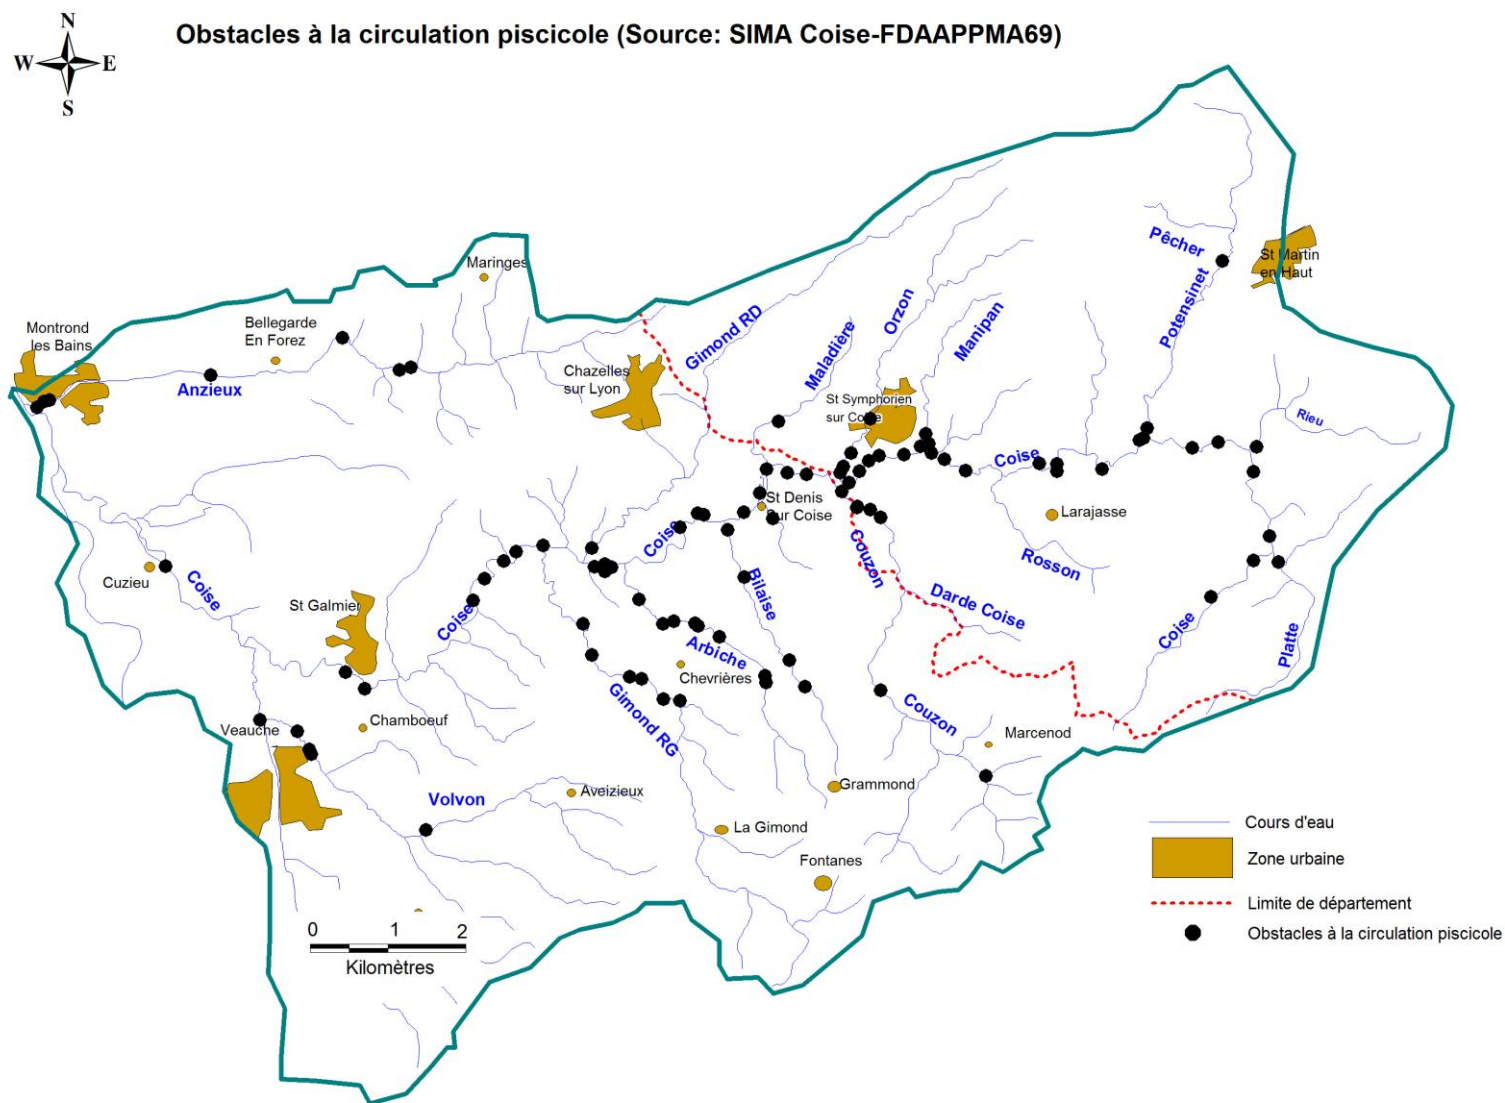 Obstacles à la circulation piscicole (Source: SIMA Coise-FDAAPPMA69)
N
W
E
S
Pêcher
St Martin
en Haut
Maringes
Potensinet
Gimond RD
Orzon
Manipan
Maladière
Montrond
les Bains
Bellegarde
En Forez
Anzieux
Chazelles
sur Lyon
St Symphorien
sur Coise
Rieu
Coise
Larajasse
St Denis
Sur Coise
Coise
Couzon
Rosson
Cuzieu
Coise
St Galmier
Coise
Bilaise
Darde Coise
Coise
Platte
Arbiche
Chevrières
Gimond RG
Couzon
Chamboeuf
Veauche
Marcenod
Volvon
Aveizieux
Grammond
La Gimond
Fontanes
0 1 2
Kilomètres
Cours d'eau
Zone urbaine
Limite de département
Obstacles à la circulation piscicole